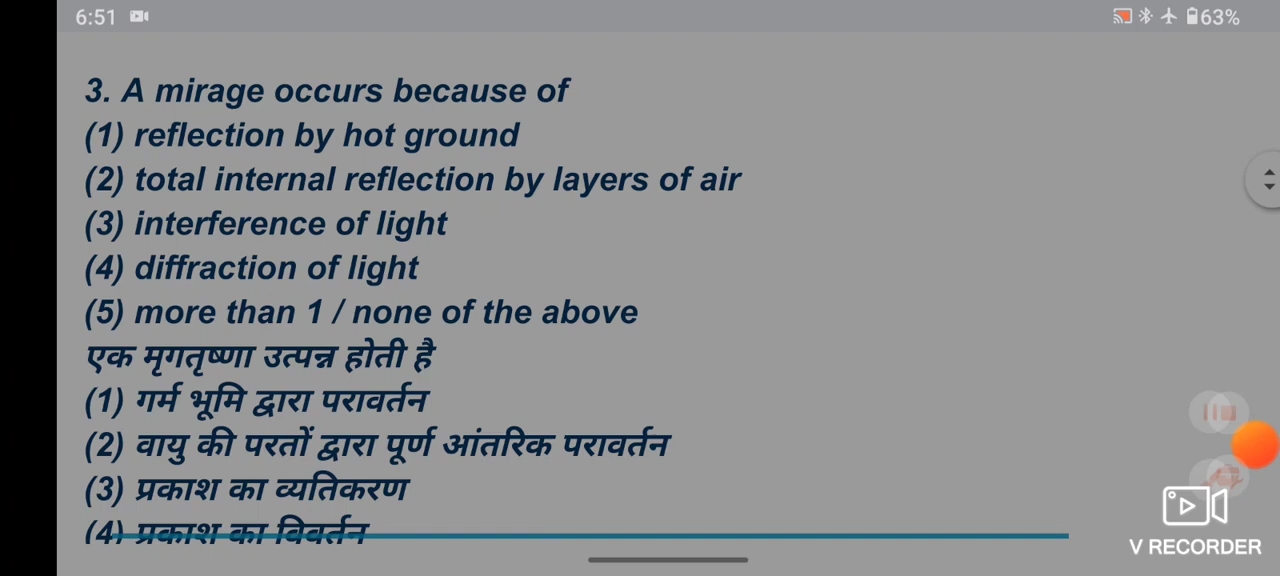 6:51
63%
3. A mirage occurs because of
(1) reflection by hot ground
(2) total internal reflection by layers of air
(3) interference of light
(4) diffraction of light
(5) more than 1 / none of the above
एक मृगतृष्णा उत्पन्न होती है
(1) गर्म भूमि द्वारा परावर्तन
(2) वायु की परतों द्वारा पूर्ण आंतरिक परावर्तन
(3) प्रकाश का व्यतिकरण
(4) प्रकाश का विवर्तन
V RECORDER